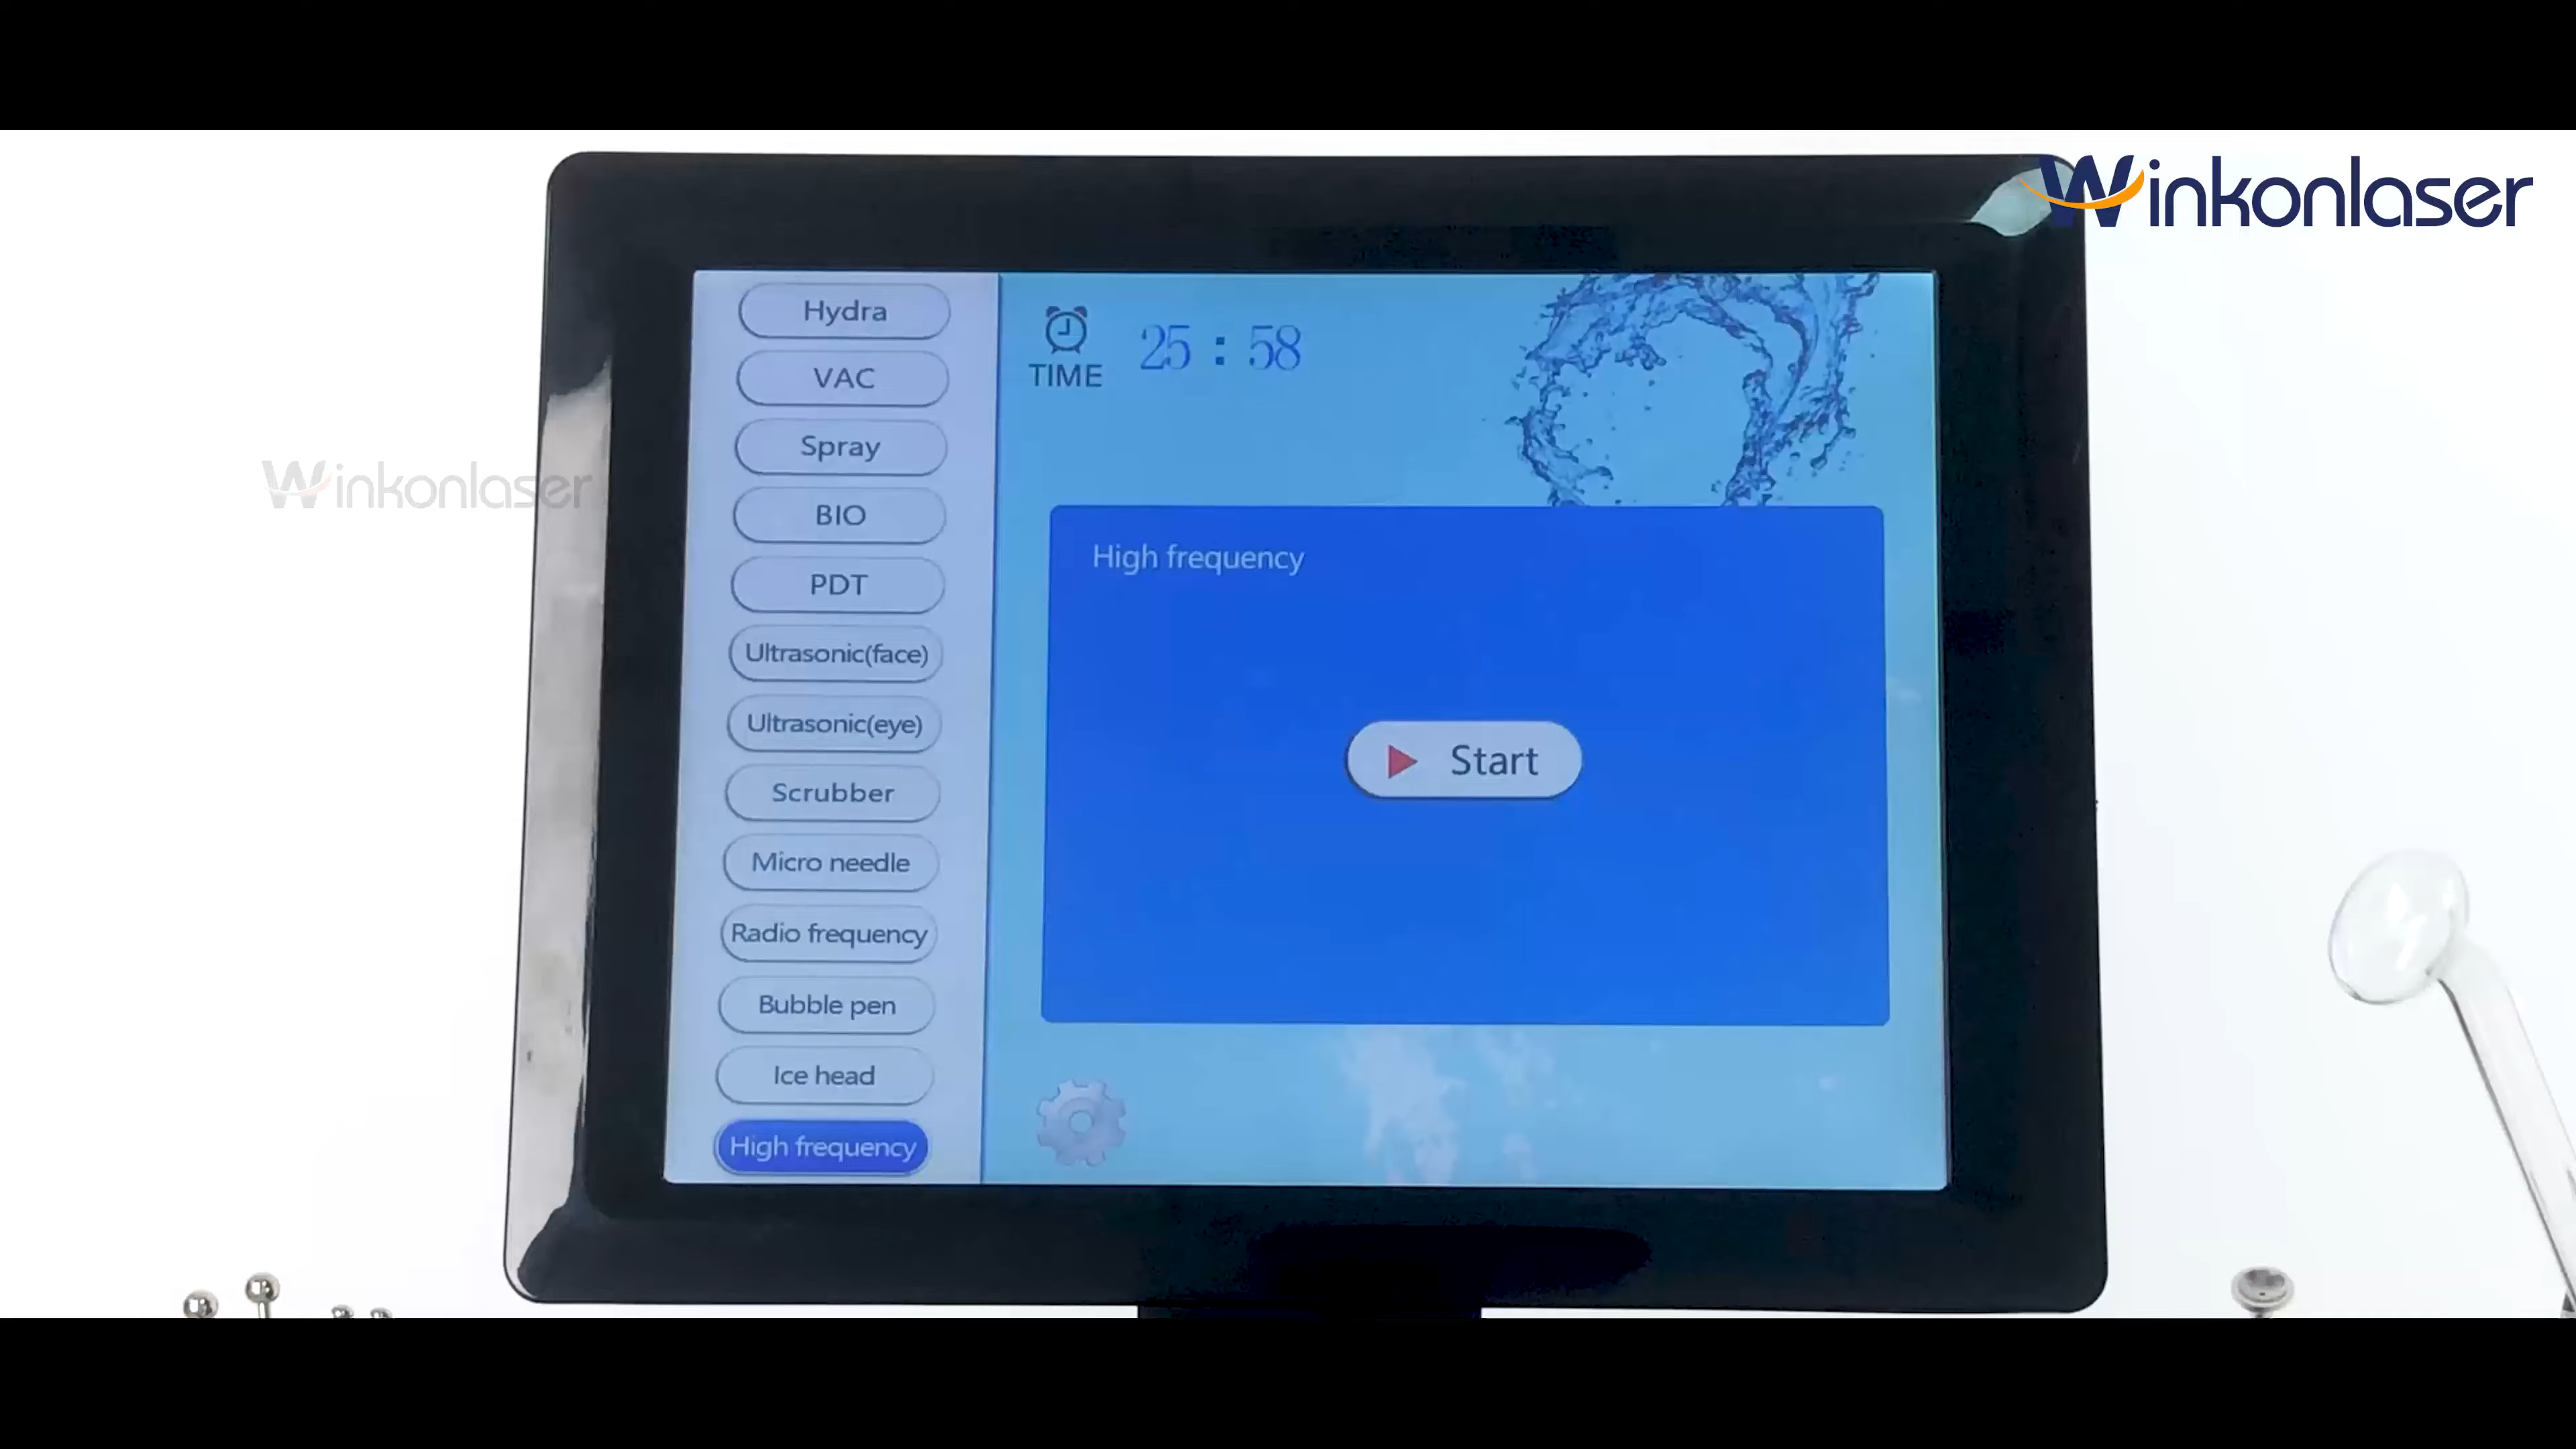 Winkonlaser
Hydra
VAC
Spray
BIO
PDT
Ultrasonic(face)
Ultrasonic(eye)
Scrubber
Micro needle
Radio frequency
Bubble pen
Ice head
High frequency
TIME
25 : 58
High frequency
Start
Winkonlaser